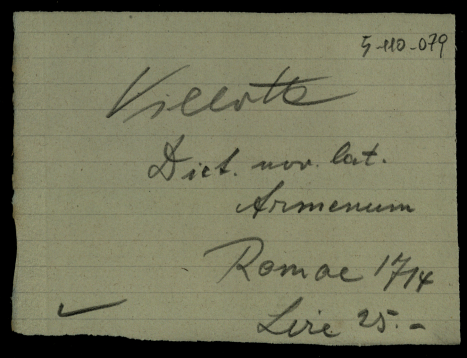 5-110-079
Villotte
Dict. nov. lat.
Armenum
Romae 1714
Lire 25.-